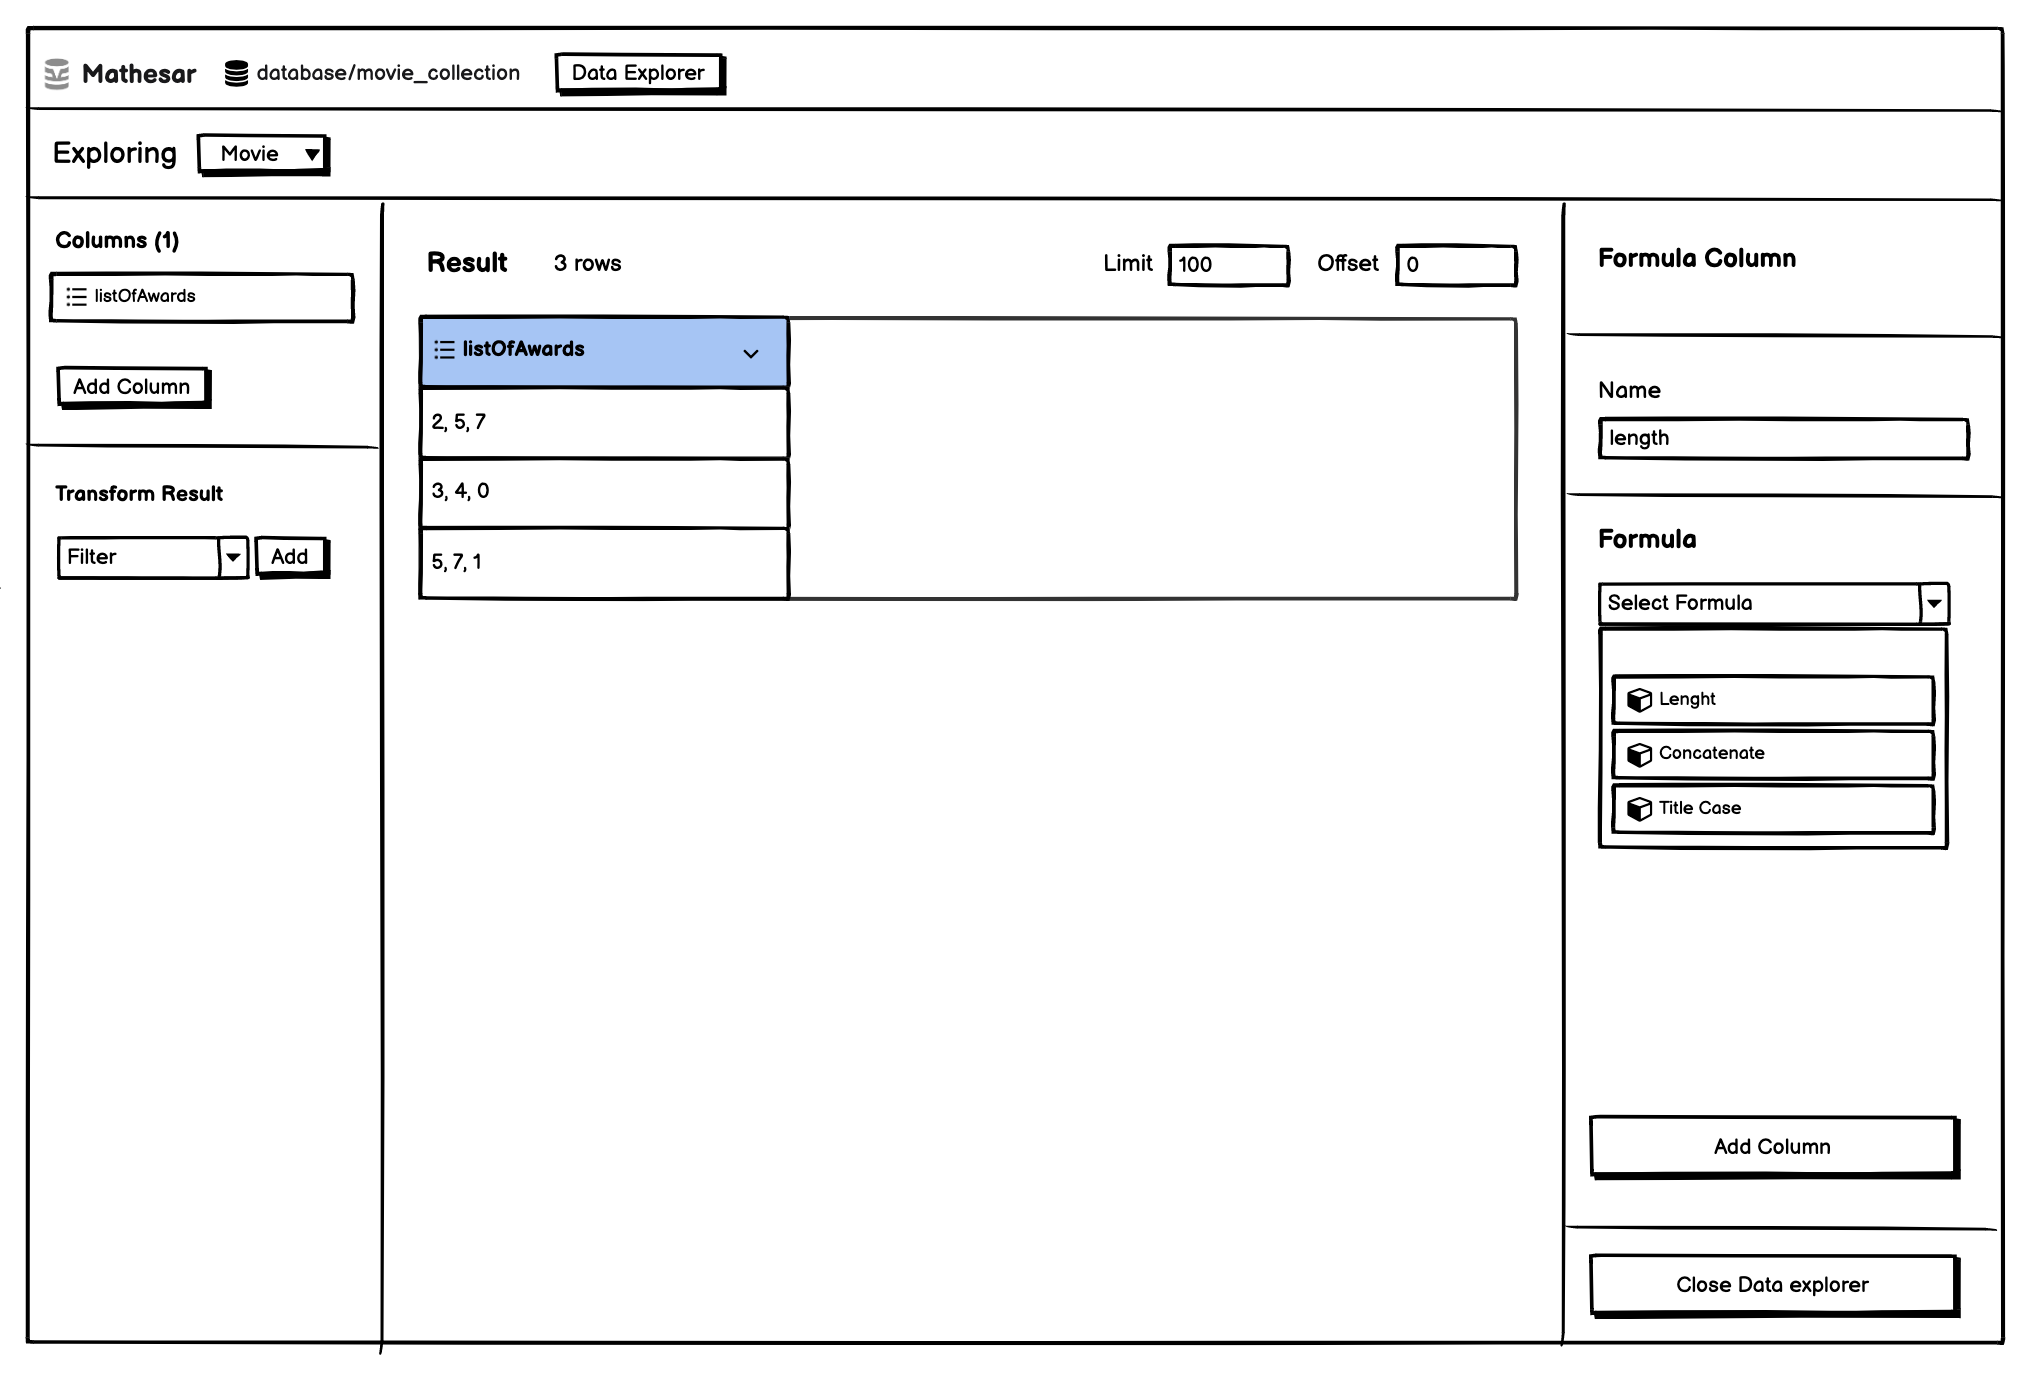 Mathesar database/movie_collection Data Explorer
Exploring Movie
Columns (1)
listOfAwards
Add Column
Transform Result
Filter Add
Result 3 rows Limit 100 Offset 0
listOfAwards
2, 5, 7
3, 4, 0
5, 7, 1
Formula Column
Name
length
Formula
Select Formula
Lenght
Concatenate
Title Case
Add Column
Close Data explorer